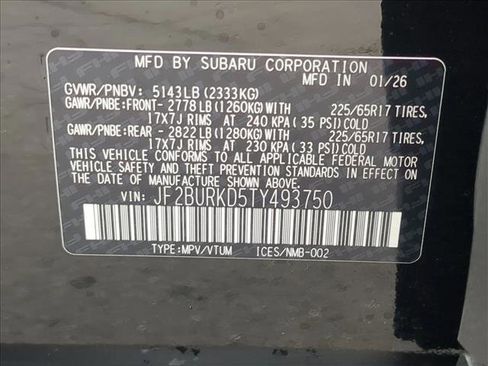 MFD BY SUBARU CORPORATION
MFD IN 01/26
GVWR/PNBV: 5143LB(2333KG)
GAWR/PNBE:FRONT-2778LB(1260KG)WITH 225/65R17 TIRES,
17X7J RIMS, AT 240 KPA(35 PSI)COLD
GAWR/PNBE:REAR -2822LB(1280KG)WITH 225/65R17 TIRES,
17X7J RIMS, AT 230 KPA(33 PSI)COLD
THIS VEHICLE CONFORMS TO ALL APPLICABLE FEDERAL MOTOR
VEHICLE SAFETY AND THEFT PREVENTION STANDARDS IN
EFFECT ON THE DATE OF MANUFACTURE SHOWN ABOVE.
VIN: JF2BURKD5TY493750
TYPE:MPV/VTUM ICES/NMB-002